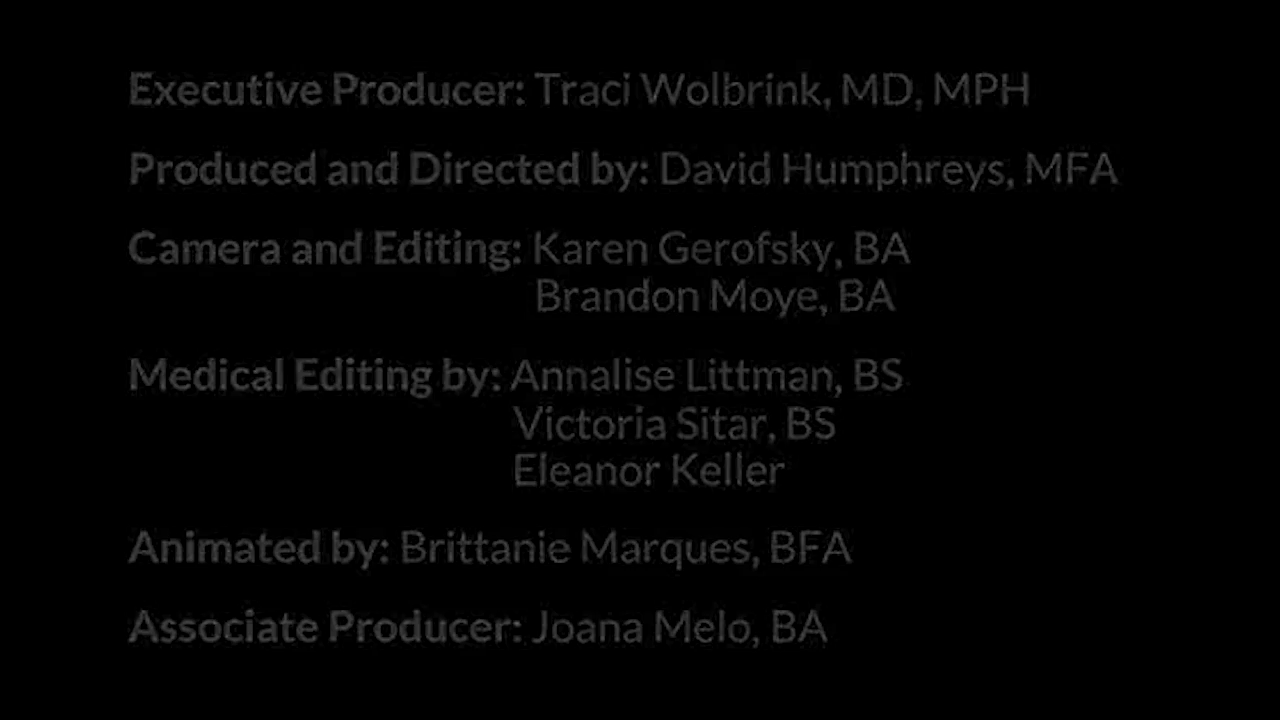 Executive Producer: Traci Wolbrink, MD, MPH
Produced and Directed by: David Humphreys, MFA
Camera and Editing: Karen Gerofsky, BA
Brandon Moye, BA
Medical Editing by: Annalise Littman, BS
Victoria Sitar, BS
Eleanor Keller
Animated by: Brittanie Marques, BFA
Associate Producer: Joana Melo, BA